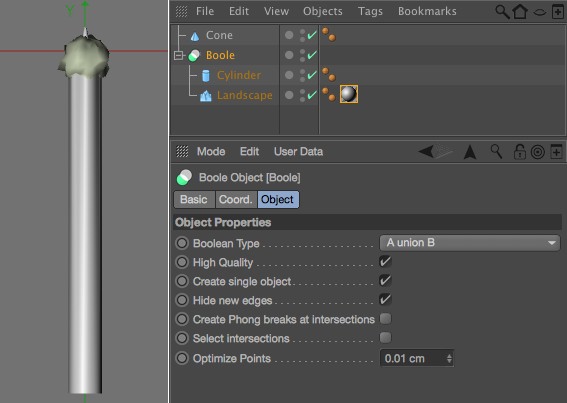 Y
File Edit View Objects Tags Bookmarks
Cone
Boole
Cylinder
Landscape
Mode Edit User Data
Boole Object [Boole]
Basic Coord. Object
Object Properties
Boolean Type . . . . . . . . . . . . . . . . A union B
High Quality . . . . . . . . . . . . . . . .
Create single object . . . . . . . . . . .
Hide new edges . . . . . . . . . . . . . .
Create Phong breaks at intersections
Select intersections . . . . . . . . . . .
Optimize Points . . . . . . . . . . . . . 0.01 cm